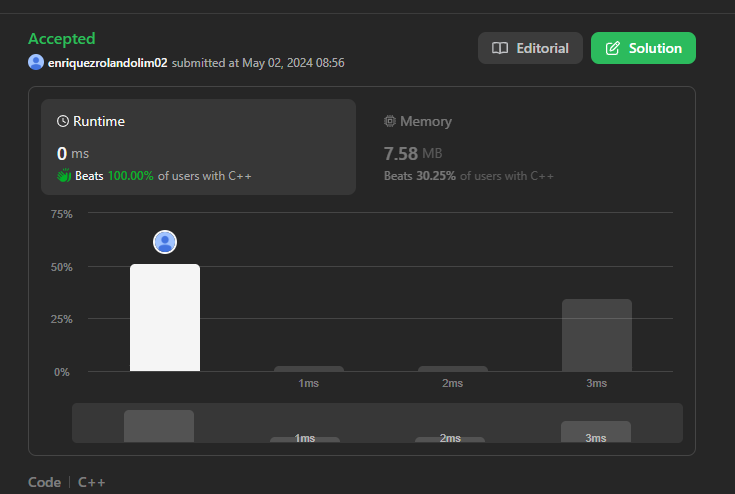 Accepted
Editorial
Solution
enriquezrolandolim02 submitted at May 02, 2024 08:56
Runtime
Memory
0 ms
7.58 MB
Beats 100.00% of users with C++
Beats 30.25% of users with C++
75%
50%
25%
0%
1ms 2ms 3ms
1ms 2ms 3ms
Code | C++